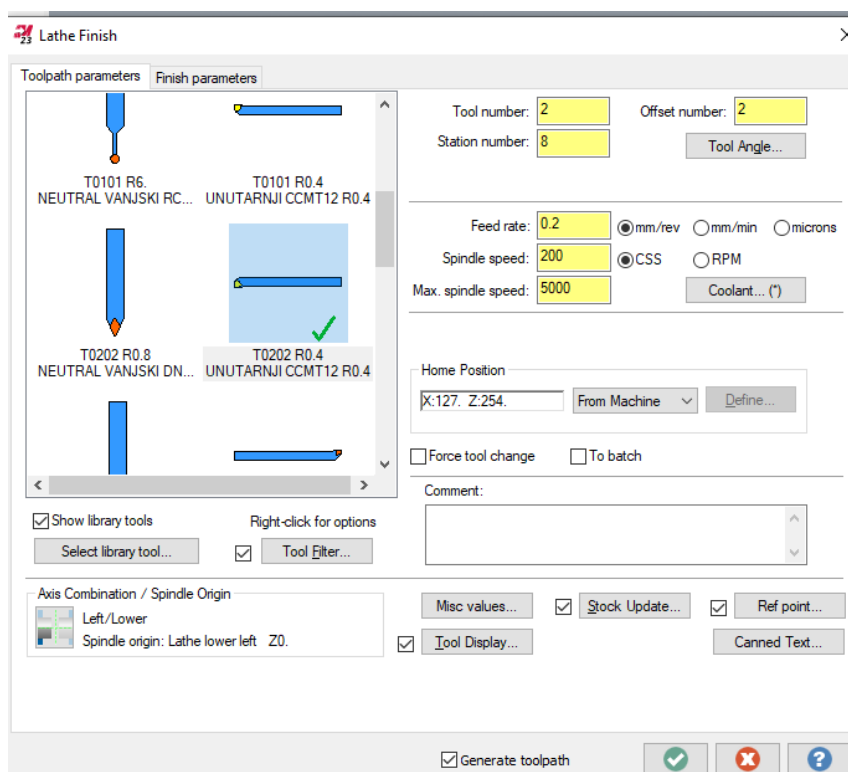 23 Lathe Finish
Toolpath parameters
Finish parameters
T0101 R6.
NEUTRAL VANJSKI RC...
T0101 R0.4
UNUTARNJI CCMT12 R0.4
T0202 R0.8
NEUTRAL VANJSKI DN...
T0202 R0.4
UNUTARNJI CCMT12 R0.4
Show library tools
Right-click for options
Select library tool...
Tool Filter...
Tool number: 2
Offset number: 2
Station number: 8
Tool Angle...
Feed rate: 0.2 mm/rev mm/min microns
Spindle speed: 200 CSS RPM
Max. spindle speed: 5000 Coolant... (*)
Home Position
X:127. Z:254. From Machine Define...
Force tool change To batch
Comment:
Axis Combination / Spindle Origin
Left/Lower
Spindle origin: Lathe lower left Z0.
Misc values... Stock Update... Ref point...
Tool Display... Canned Text...
Generate toolpath